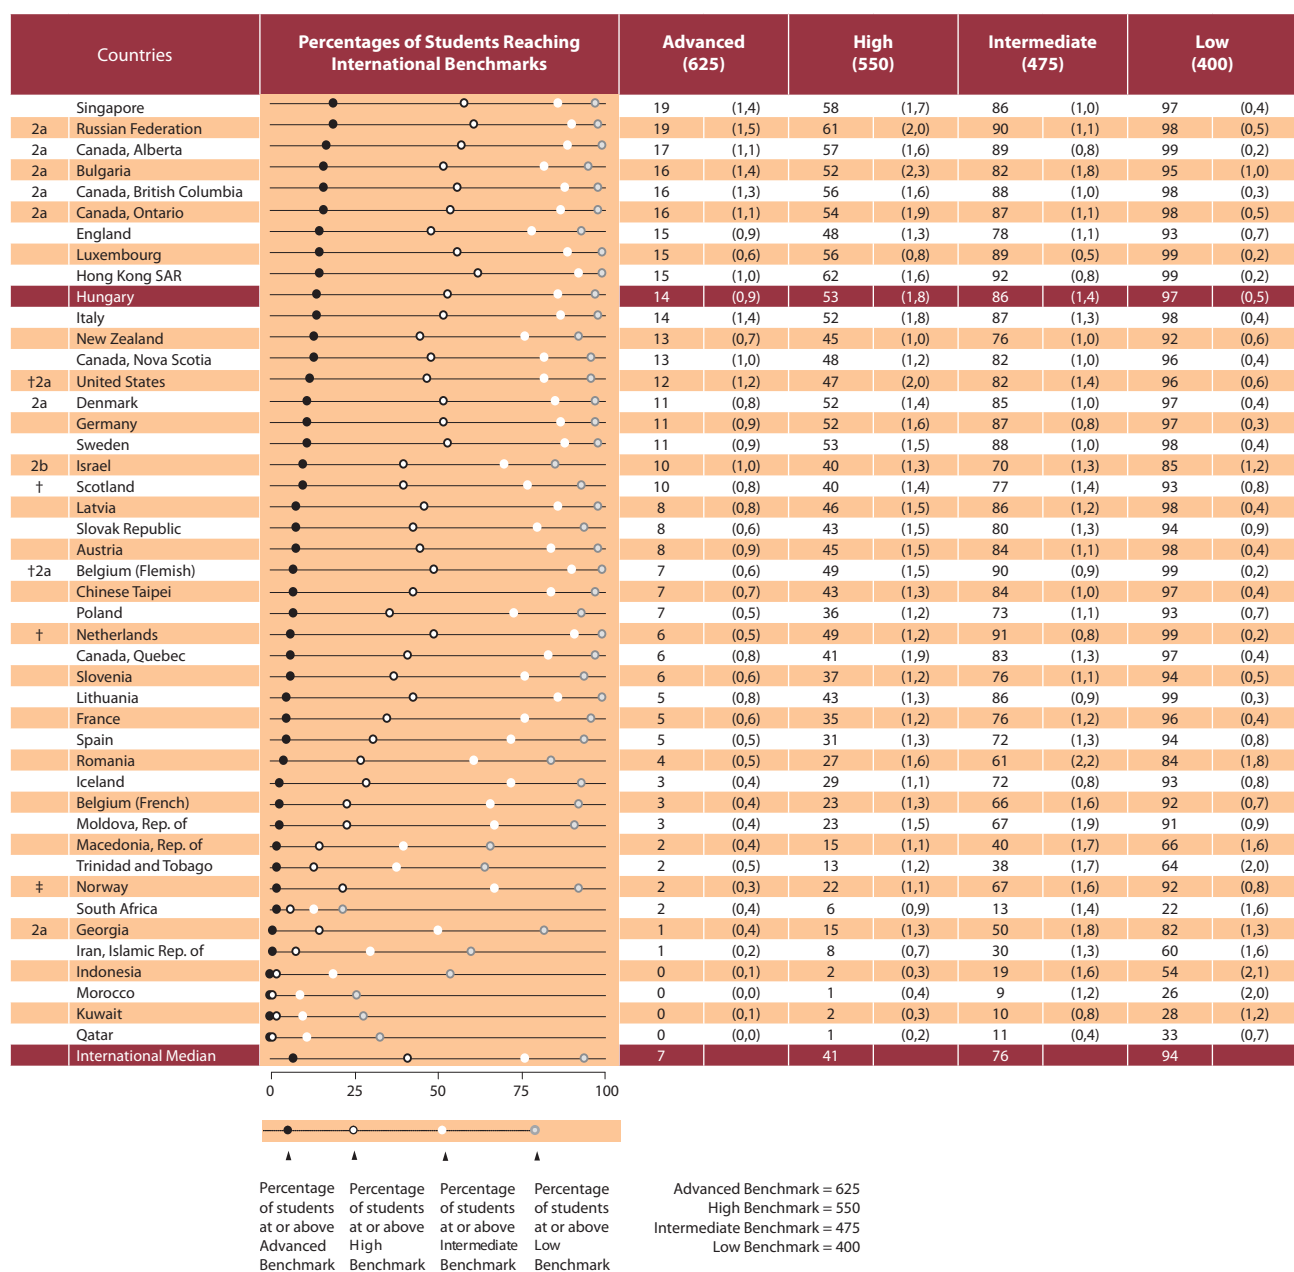 Countries
Percentages of Students Reaching
International Benchmarks
Advanced
(625)
High
(550)
Intermediate
(475)
Low
(400)
Singapore 19 (1,4) 58 (1,7) 86 (1,0) 97 (0,4)
2a Russian Federation 19 (1,5) 61 (2,0) 90 (1,1) 98 (0,5)
2a Canada, Alberta 17 (1,1) 57 (1,6) 89 (0,8) 99 (0,2)
2a Bulgaria 16 (1,4) 52 (2,3) 82 (1,8) 95 (1,0)
2a Canada, British Columbia 16 (1,3) 56 (1,6) 88 (1,0) 98 (0,3)
2a Canada, Ontario 16 (1,1) 54 (1,9) 87 (1,1) 98 (0,5)
England 15 (0,9) 48 (1,3) 78 (1,1) 93 (0,7)
Luxembourg 15 (0,6) 56 (0,8) 89 (0,5) 99 (0,2)
Hong Kong SAR 15 (1,0) 62 (1,6) 92 (0,8) 99 (0,2)
Hungary 14 (0,9) 53 (1,8) 86 (1,4) 97 (0,5)
Italy 14 (1,4) 52 (1,8) 87 (1,3) 98 (0,4)
New Zealand 13 (0,7) 45 (1,0) 76 (1,0) 92 (0,6)
Canada, Nova Scotia 13 (1,0) 48 (1,2) 82 (1,0) 96 (0,4)
†2a United States 12 (1,2) 47 (2,0) 82 (1,4) 96 (0,6)
2a Denmark 11 (0,8) 52 (1,4) 85 (1,0) 97 (0,4)
Germany 11 (0,9) 52 (1,6) 87 (0,8) 97 (0,3)
Sweden 11 (0,9) 53 (1,5) 88 (1,0) 98 (0,4)
2b Israel 10 (1,0) 40 (1,3) 70 (1,3) 85 (1,2)
† Scotland 10 (0,8) 40 (1,4) 77 (1,4) 93 (0,8)
Latvia 8 (0,8) 46 (1,5) 86 (1,2) 98 (0,4)
Slovak Republic 8 (0,6) 43 (1,5) 80 (1,3) 94 (0,9)
Austria 8 (0,9) 45 (1,5) 84 (1,1) 98 (0,4)
†2a Belgium (Flemish) 7 (0,6) 49 (1,5) 90 (0,9) 99 (0,2)
Chinese Taipei 7 (0,7) 43 (1,3) 84 (1,0) 97 (0,4)
Poland 7 (0,5) 36 (1,2) 73 (1,1) 93 (0,7)
† Netherlands 6 (0,5) 49 (1,2) 91 (0,8) 99 (0,2)
Canada, Quebec 6 (0,8) 41 (1,9) 83 (1,3) 97 (0,4)
Slovenia 6 (0,6) 37 (1,2) 76 (1,1) 94 (0,5)
Lithuania 5 (0,8) 43 (1,3) 86 (0,9) 99 (0,3)
France 5 (0,6) 35 (1,2) 76 (1,2) 96 (0,4)
Spain 5 (0,5) 31 (1,3) 72 (1,3) 94 (0,8)
Romania 4 (0,5) 27 (1,6) 61 (2,2) 84 (1,8)
Iceland 3 (0,4) 29 (1,1) 72 (0,8) 93 (0,8)
Belgium (French) 3 (0,4) 23 (1,3) 66 (1,6) 92 (0,7)
Moldova, Rep. of 3 (0,4) 23 (1,5) 67 (1,9) 91 (0,9)
Macedonia, Rep. of 2 (0,4) 15 (1,1) 40 (1,7) 66 (1,6)
Trinidad and Tobago 2 (0,5) 13 (1,2) 38 (1,7) 64 (2,0)
‡ Norway 2 (0,3) 22 (1,1) 67 (1,6) 92 (0,8)
South Africa 2 (0,4) 6 (0,9) 13 (1,4) 22 (1,6)
2a Georgia 1 (0,4) 15 (1,3) 50 (1,8) 82 (1,3)
Iran, Islamic Rep. of 1 (0,2) 8 (0,7) 30 (1,3) 60 (1,6)
Indonesia 0 (0,1) 2 (0,3) 19 (1,6) 54 (2,1)
Morocco 0 (0,0) 1 (0,4) 9 (1,2) 26 (2,0)
Kuwait 0 (0,1) 2 (0,3) 10 (0,8) 28 (1,2)
Qatar 0 (0,0) 1 (0,2) 11 (0,4) 33 (0,7)
International Median 7 41 76 94
0 25 50 75 100
Percentage
of students
at or above
Advanced
Benchmark
Percentage
of students
at or above
High
Benchmark
Percentage
of students
at or above
Intermediate
Benchmark
Percentage
of students
at or above
Low
Benchmark
Advanced Benchmark = 625
High Benchmark = 550
Intermediate Benchmark = 475
Low Benchmark = 400